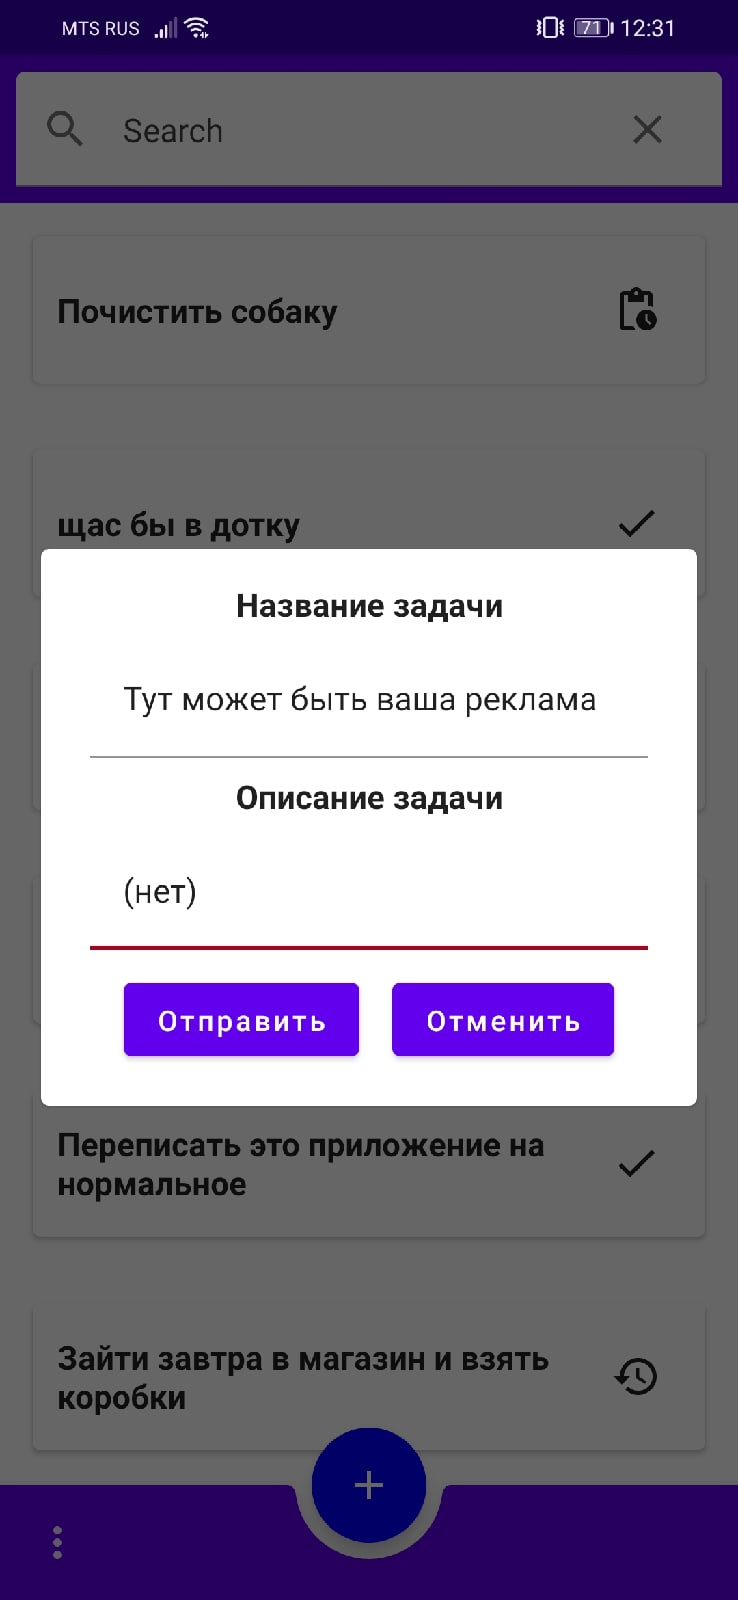 MTS RUS 71 12:31
Search
Почистить собаку
щас бы в дотку
Название задачи
Тут может быть ваша реклама
Описание задачи
(нет)
Отправить Отменить
Переписать это приложение на
нормальное
Зайти завтра в магазин и взять
коробки